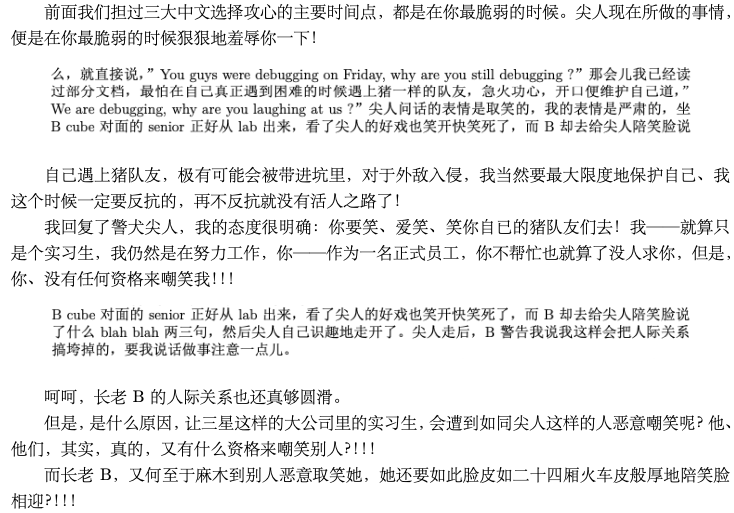 前面我们担过三大中文选择攻心的主要时间点，都是在你最脆弱的时候。尖人现在所做的事情，
便是在你最脆弱的时候狠狠地羞辱你一下！
么，就直接说，” You guys were debugging on Friday, why are you still debugging ?” 那会儿我已经读
过部分文档，最怕在自己真正遇到困难的时候遇上猪一样的队友，急火功心，开口便维护自己道，”
We are debugging, why are you laughing at us ?” 尖人问话的表情是取笑的，我的表情是严肃的，坐
B cube 对面的 senior 正好从 lab 出来，看了尖人的好戏也笑开快笑死了，而 B 却去给尖人陪笑脸说
自己遇上猪队友，极有可能会被带进坑里，对于外敌入侵，我当然要最大限度地保护自己、我
这个时候一定要反抗的，再不反抗就没有活人之路了！
我回复了警犬尖人，我的态度很明确：你要笑、爱笑、笑你自已的猪队友们去！我——就算只
是个实习生，我仍然是在努力工作，你——作为一名正式员工，你不帮忙也就算了没人求你，但是，
你、没有任何资格来嘲笑我！！！
B cube 对面的 senior 正好从 lab 出来，看了尖人的好戏也笑开快笑死了，而 B 却去给尖人陪笑脸说
了什么 blah blah 两三句，然后尖人自己识趣地走开了。尖人走后，B 警告我说我这样会把人际关系
搞垮掉的，要我说话做事注意一点儿。
呵呵，长老 B 的人际关系也还真够圆滑。
但是，是什么原因，让三星这样的大公司里的实习生，会遭到如同尖人这样的人恶意嘲笑呢？他、
他们，其实，真的，又有什么资格来嘲笑别人？！！！
而长老 B，又何至于麻木到别人恶意取笑她，她还要如此脸皮如二十四厢火车皮般厚地陪笑脸
相迎？！！！